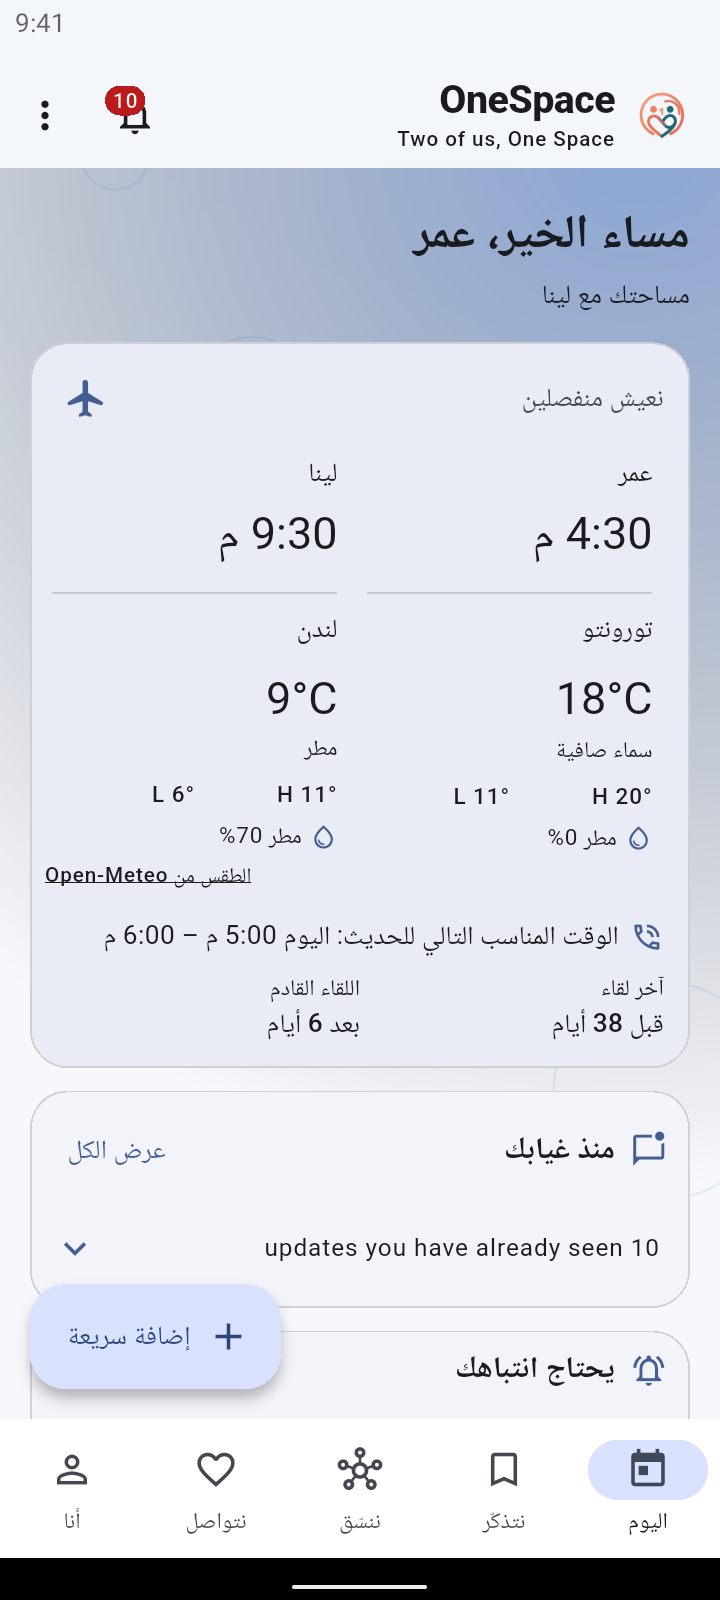 9:41
OneSpace
Two of us, One Space
10
مساء الخير، عمر
مساحتك مع لينا
نعيش منفصلين
عمر
4:30 م
لينا
9:30 م
تورونتو
18°C
سماء صافية
H 20° L 11°
مطر 0%
لندن
9°C
مطر
H 11° L 6°
مطر 70%
الطقس من Open-Meteo
الوقت المناسب التالي للحديث: اليوم 5:00 م – 6:00 م
آخر لقاء
قبل 38 أيام
اللقاء القادم
بعد 6 أيام
منذ غيابك
عرض الكل
10 updates you have already seen
إضافة سريعة
يحتاج انتباهك
اليوم
نتذكّر
ننسّق
نتواصل
أنا